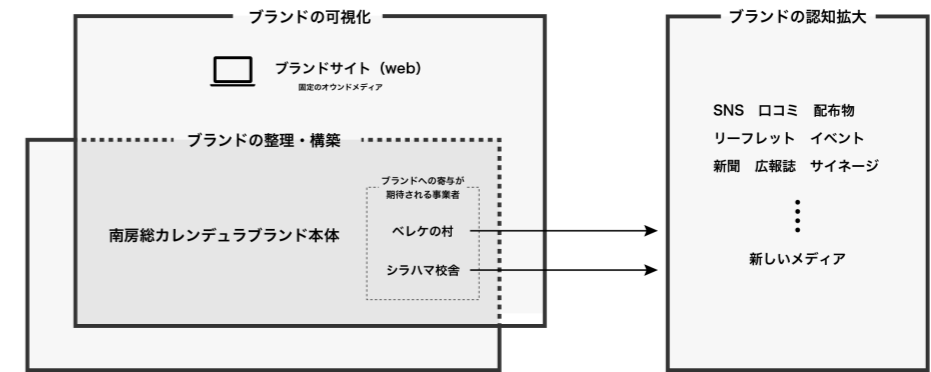 ブランドの可視化
ブランドサイト（web）
固定のオウンドメディア
ブランドの整理・構築
南房総カレンデュラブランド本体
ブランドへの寄与が
期待される事業者
ペレケの村
シラハマ校舎
ブランドの認知拡大
SNS 口コミ 配布物
リーフレット イベント
新聞 広報誌 サイネージ
新しいメディア